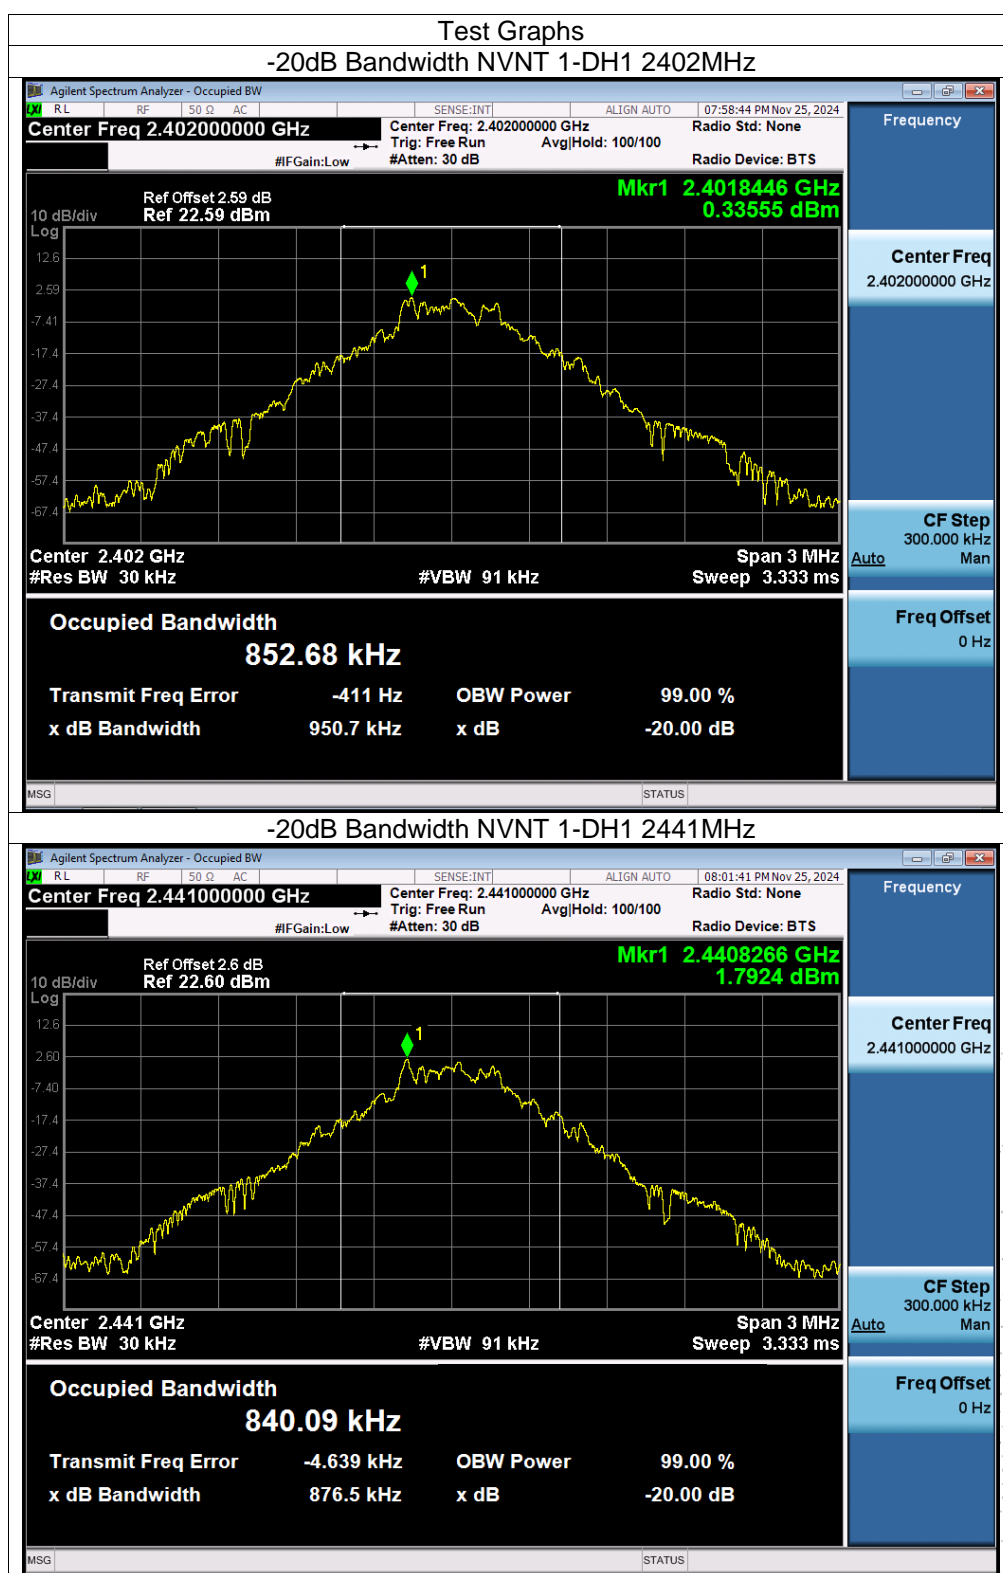 Test Graphs
-20dB Bandwidth NVNT 1-DH1 2402MHz
Agilent Spectrum Analyzer - Occupied BW
LXI RL RF 50 Ω AC SENSE:INT ALIGN AUTO 07:58:44 PM Nov 25, 2024
Center Freq 2.402000000 GHz Center Freq: 2.402000000 GHz Radio Std: None Frequency
Trig: Free Run Avg|Hold: 100/100
#IFGain:Low #Atten: 30 dB Radio Device: BTS
Mkr1 2.4018446 GHz
Ref Offset 2.59 dB 0.33555 dBm
10 dB/div Ref 22.59 dBm
Log
12.6
2.59
-7.41
-17.4
-27.4
-37.4
-47.4
-57.4
-67.4
1
Center Freq
2.402000000 GHz
CF Step
300.000 kHz
Auto Man
Center 2.402 GHz Span 3 MHz
#Res BW 30 kHz #VBW 91 kHz Sweep 3.333 ms
Freq Offset
0 Hz
Occupied Bandwidth
852.68 kHz
Transmit Freq Error -411 Hz OBW Power 99.00 %
x dB Bandwidth 950.7 kHz x dB -20.00 dB
MSG STATUS
-20dB Bandwidth NVNT 1-DH1 2441MHz
Agilent Spectrum Analyzer - Occupied BW
LXI RL RF 50 Ω AC SENSE:INT ALIGN AUTO 08:01:41 PM Nov 25, 2024
Center Freq 2.441000000 GHz Center Freq: 2.441000000 GHz Radio Std: None Frequency
Trig: Free Run Avg|Hold: 100/100
#IFGain:Low #Atten: 30 dB Radio Device: BTS
Mkr1 2.4408266 GHz
Ref Offset 2.6 dB 1.7924 dBm
10 dB/div Ref 22.60 dBm
Log
12.6
2.60
-7.40
-17.4
-27.4
-37.4
-47.4
-57.4
-67.4
1
Center Freq
2.441000000 GHz
CF Step
300.000 kHz
Auto Man
Center 2.441 GHz Span 3 MHz
#Res BW 30 kHz #VBW 91 kHz Sweep 3.333 ms
Freq Offset
0 Hz
Occupied Bandwidth
840.09 kHz
Transmit Freq Error -4.639 kHz OBW Power 99.00 %
x dB Bandwidth 876.5 kHz x dB -20.00 dB
MSG STATUS